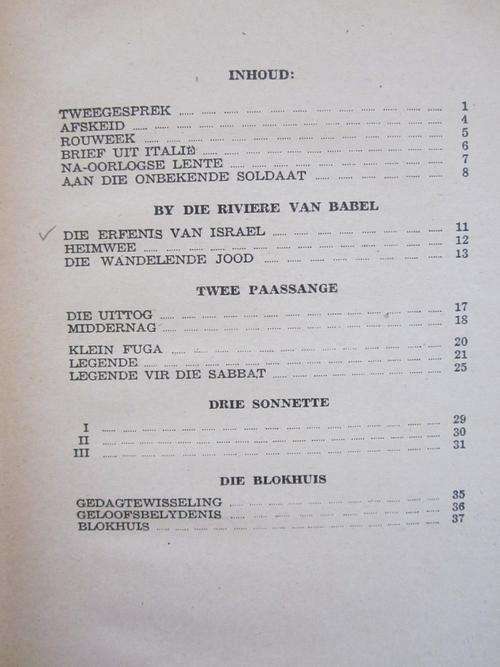 INHOUD:
TWEEGESPREK 1
AFSKEID 4
ROUWEEK 5
BRIEF UIT ITALIË 6
NA-OORLOGSE LENTE 7
AAN DIE ONBEKENDE SOLDAAT 8
BY DIE RIVIERE VAN BABEL
DIE ERFENIS VAN ISRAEL 11
HEIMWEE 12
DIE WANDELENDE JOOD 13
TWEE PAASSANGE
DIE UITTOG 17
MIDDERNAG 18
KLEIN FUGA 20
LEGENDE 21
LEGENDE VIR DIE SABBAT 25
DRIE SONNETTE
I 29
II 30
III 31
DIE BLOKHUIS
GEDAGTEWISSELING 35
GELOOFSBELYDENIS 36
BLOKHUIS 37